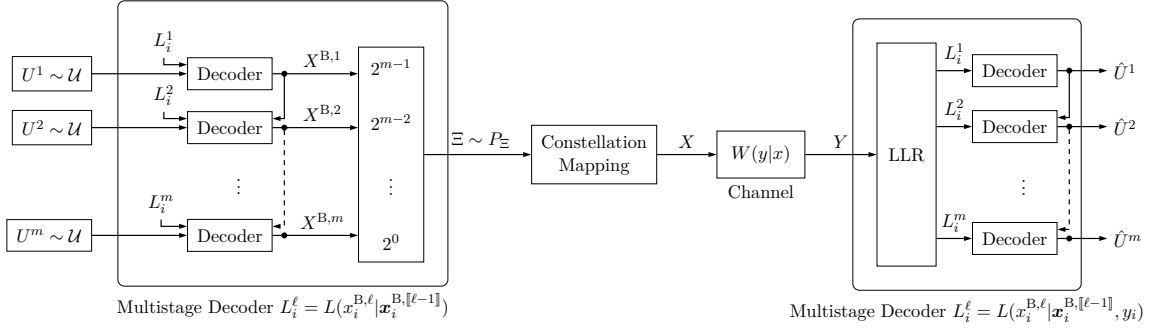 L_i^1
U^1 ∼ 𝒰
Decoder
X^{B,1}
2^{m−1}
L_i^2
U^2 ∼ 𝒰
Decoder
X^{B,2}
2^{m−2}
⋮
⋮
L_i^m
U^m ∼ 𝒰
Decoder
X^{B,m}
2^0
Multistage Decoder L_i^ℓ = L(x_i^{B,ℓ}|𝒙_i^{B,⟦ℓ−1⟧})
Ξ ∼ P_Ξ
Constellation
Mapping
X
W(y|x)
Channel
Y
LLR
L_i^1
Decoder
Û^1
L_i^2
Decoder
Û^2
⋮
L_i^m
Decoder
Û^m
Multistage Decoder L_i^ℓ = L(x_i^{B,ℓ}|𝒙_i^{B,⟦ℓ−1⟧}, y_i)